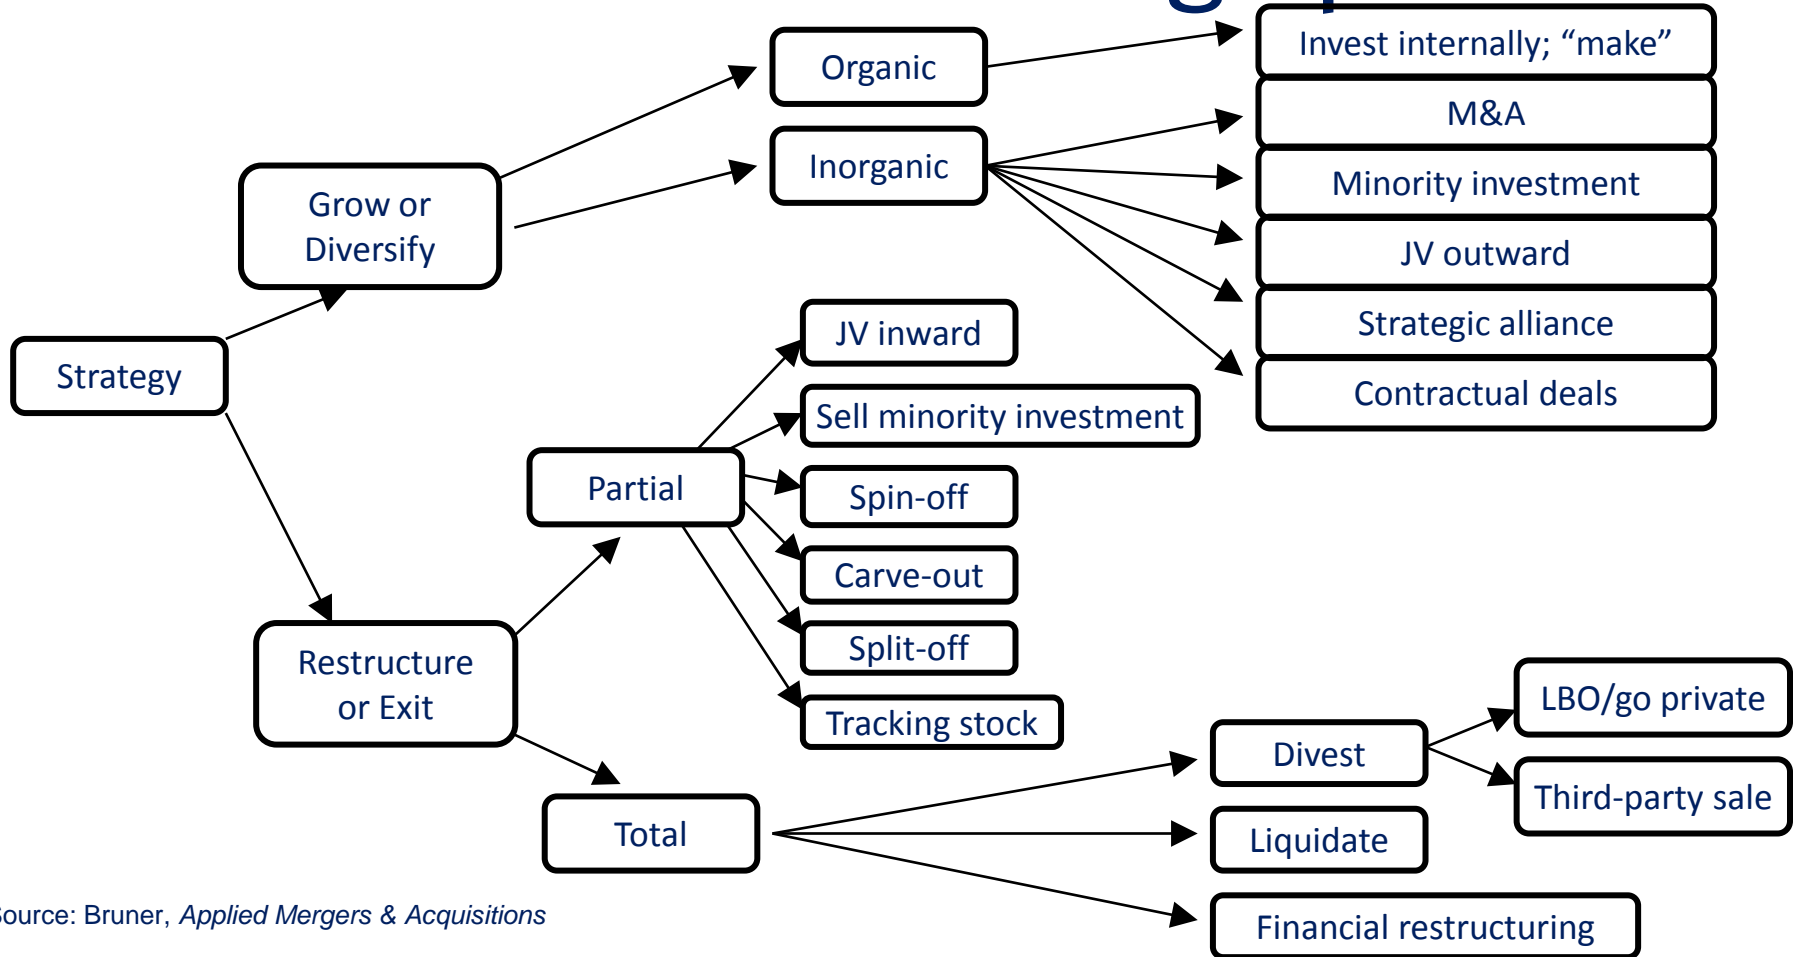 Organic
Invest internally; “make”
M&A
Inorganic
Minority investment
Grow or
Diversify
JV outward
Strategic alliance
Contractual deals
Strategy
JV inward
Sell minority investment
Partial
Spin-off
Carve-out
Split-off
Tracking stock
Restructure
or Exit
Total
Divest
LBO/go private
Third-party sale
Liquidate
Financial restructuring
Source: Bruner, Applied Mergers & Acquisitions